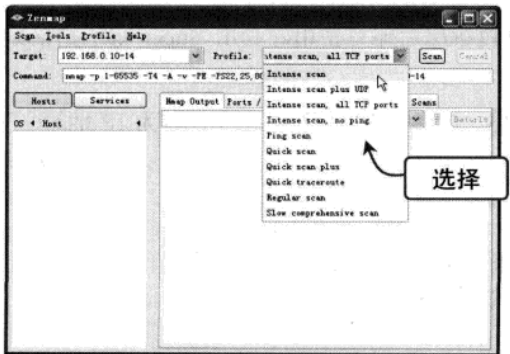 Zenmap
Scan Tools Profile Help
Target: 192.168.0.10-14 Profile: ntense scan, all TCP ports Scan Cancel
Command: nmap -p 1-65535 -T4 -A -v -PE -PS22,25,80 0-14
Hosts Services Nmap Output Ports / Scans
OS Host Details
Intense scan
Intense scan plus UDP
Intense scan, all TCP ports
Intense scan, no ping
Ping scan
Quick scan
Quick scan plus
Quick traceroute
Regular scan
Slow comprehensive scan
选择